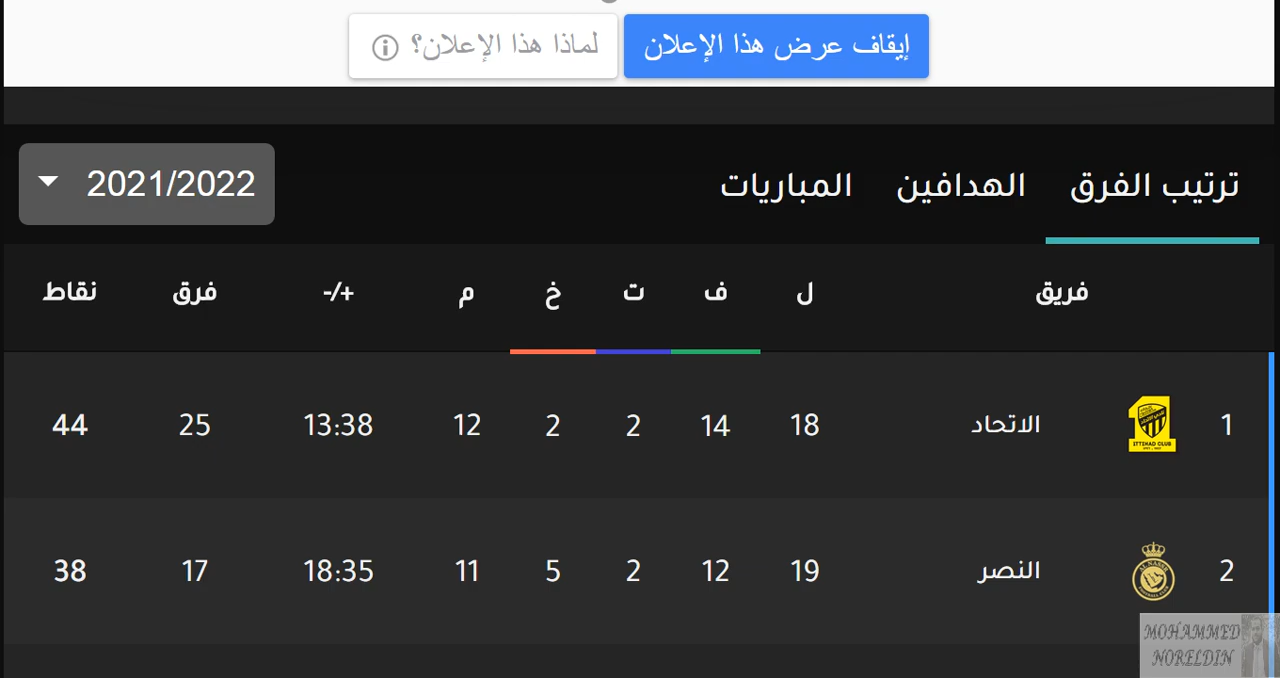 لماذا هذا الإعلان؟ إيقاف عرض هذا الإعلان
ترتيب الفرق الهدافين المباريات 2021/2022
فريق ل ف ت خ م +/- فرق نقاط
1 ITTIHAD CLUB الاتحاد 18 14 2 2 12 13:38 25 44
2 AL NASSR النصر 19 12 2 5 11 18:35 17 38
MOHAMMED
NORELDIN